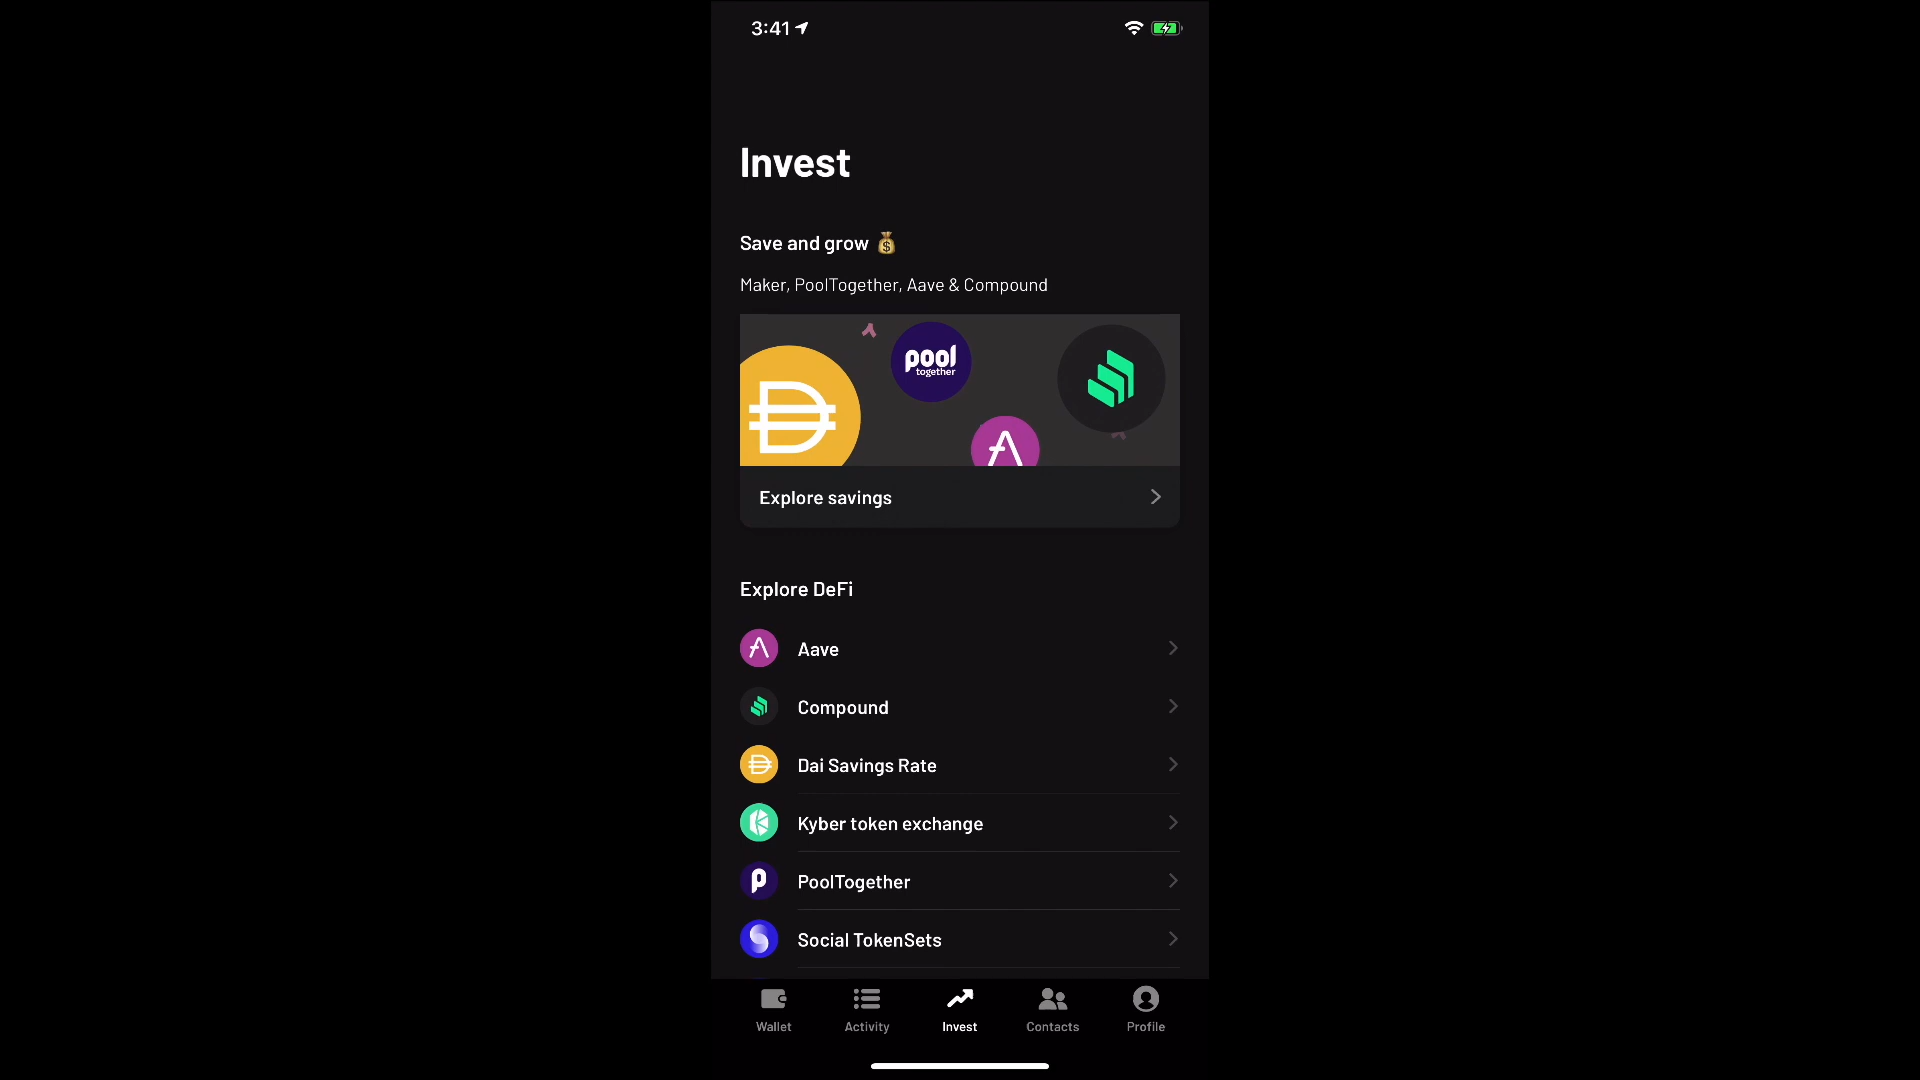 3:41
Invest
Save and grow 💰
Maker, PoolTogether, Aave & Compound
pool
together
Explore savings
Explore DeFi
Aave
Compound
Dai Savings Rate
Kyber token exchange
PoolTogether
Social TokenSets
Wallet
Activity
Invest
Contacts
Profile